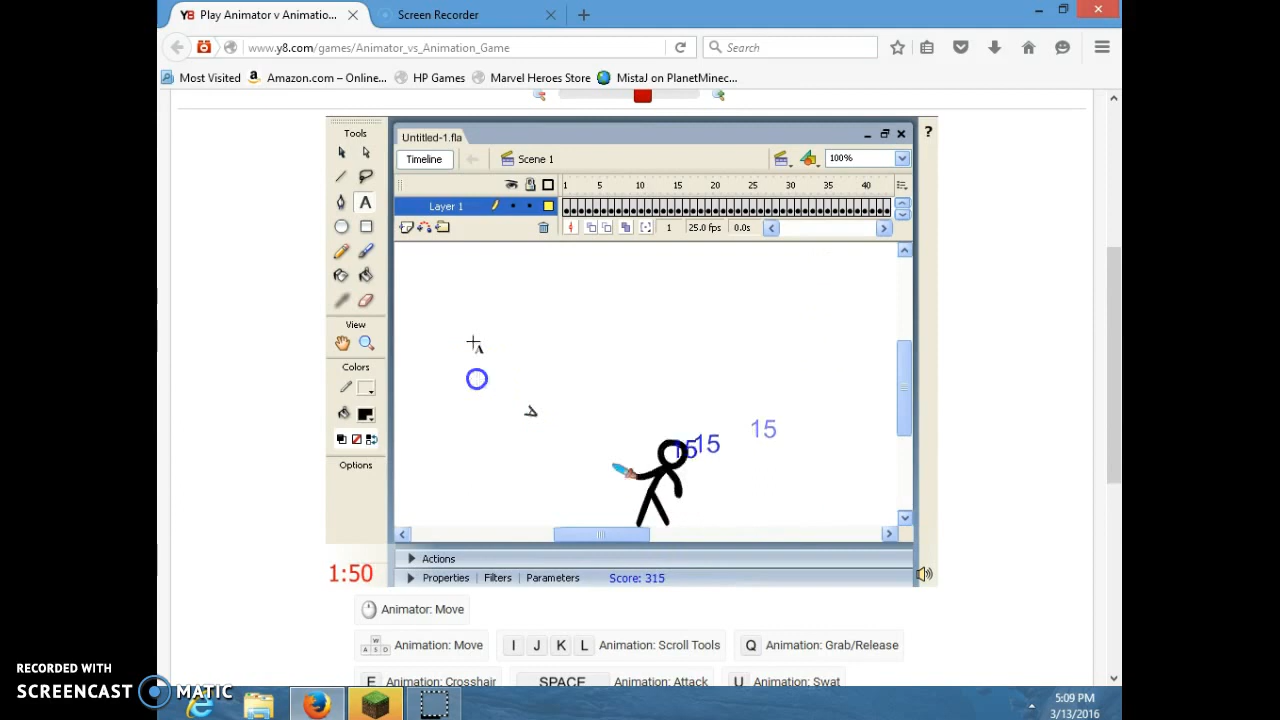 Y8 Play Animator v Animatio...
Screen Recorder
www.y8.com/games/Animator_vs_Animation_Game
Search
Most Visited
Amazon.com – Online...
HP Games
Marvel Heroes Store
MistaJ on PlanetMinec...
Tools
Untitled-1.fla
?
Timeline
Scene 1
100%
1 5 10 15 20 25 30 35 40
Layer 1
A
1 25.0 fps 0.0s
View
A
Colors
A
15 15 15
Options
Actions
1:50
Properties Filters Parameters Score: 315
Animator: Move
W A S D Animation: Move
I J K L Animation: Scroll Tools
Q Animation: Grab/Release
E Animation: Crosshair
SPACE Animation: Attack
U Animation: Swat
RECORDED WITH
SCREENCAST MATIC
5:09 PM
3/13/2016